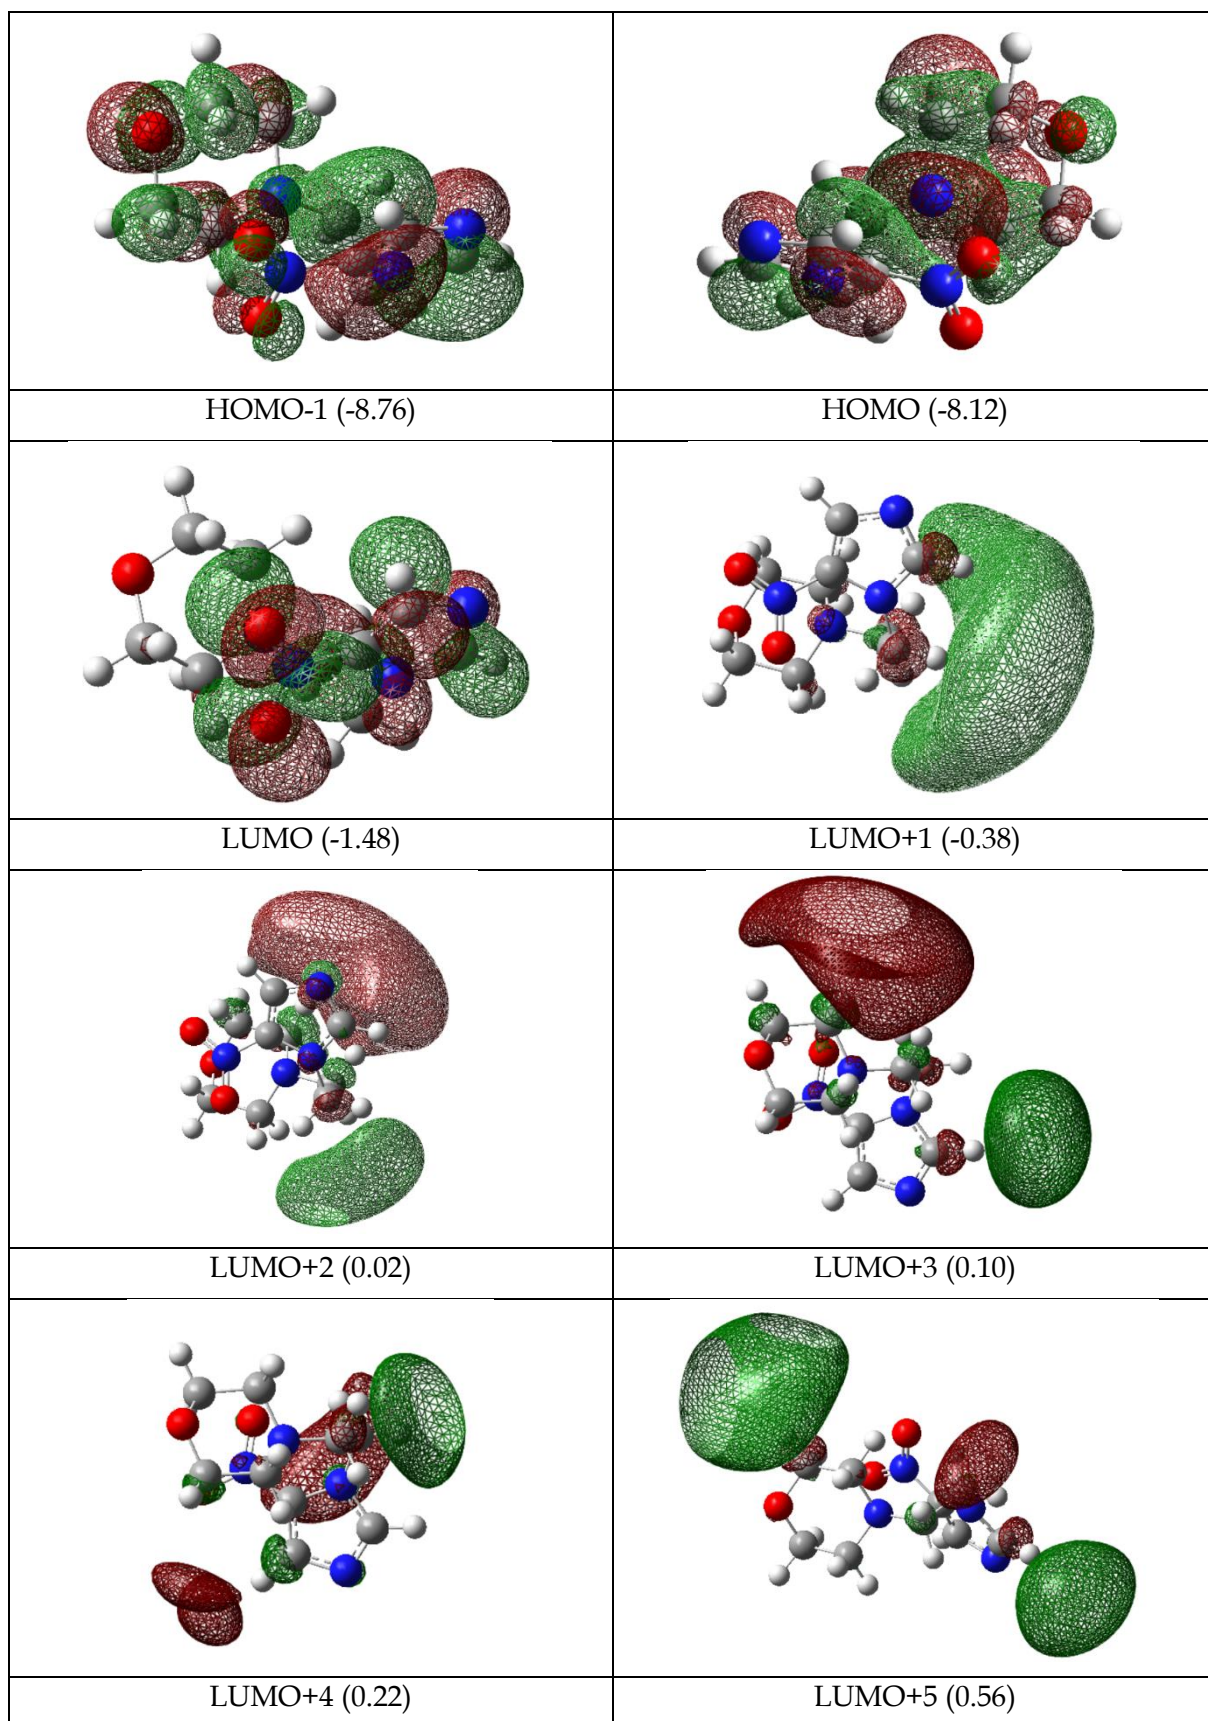 HOMO-1 (-8.76)
HOMO (-8.12)
LUMO (-1.48)
LUMO+1 (-0.38)
LUMO+2 (0.02)
LUMO+3 (0.10)
LUMO+4 (0.22)
LUMO+5 (0.56)